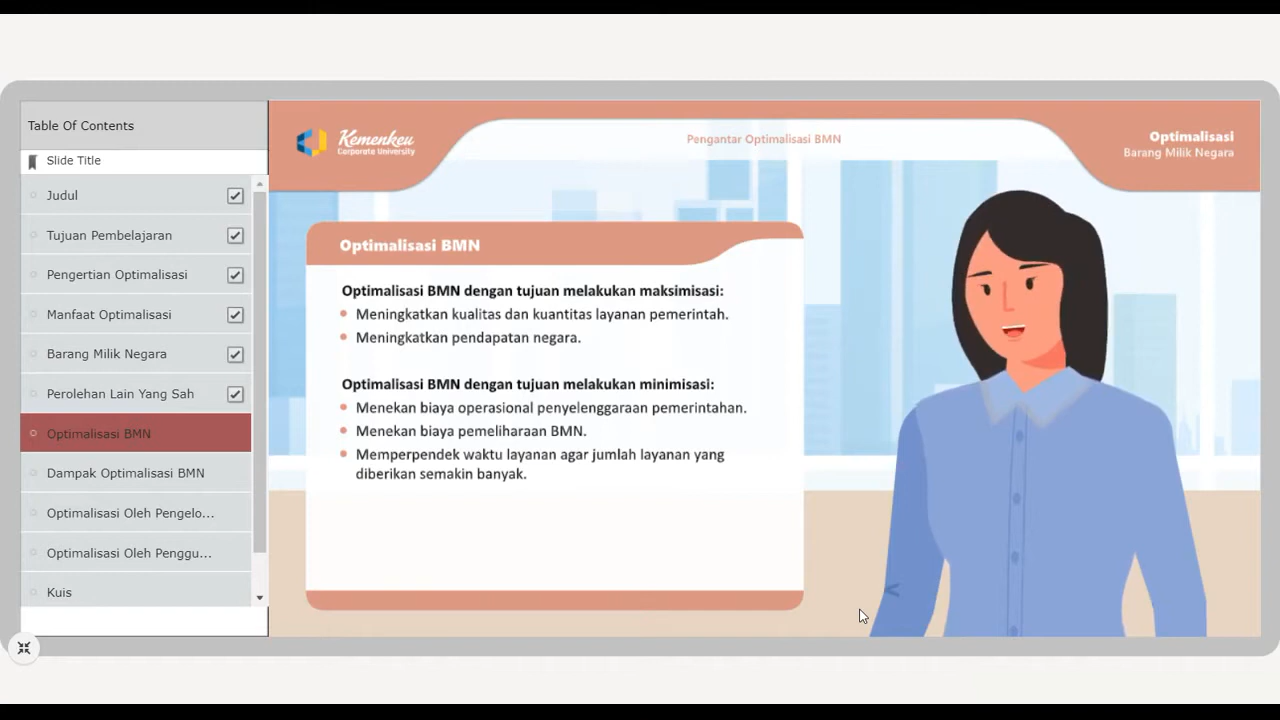 Table Of Contents
Slide Title
Judul
Tujuan Pembelajaran
Pengertian Optimalisasi
Manfaat Optimalisasi
Barang Milik Negara
Perolehan Lain Yang Sah
Optimalisasi BMN
Dampak Optimalisasi BMN
Optimalisasi Oleh Pengelo...
Optimalisasi Oleh Penggu...
Kuis
Kemenkeu
Corporate University
Pengantar Optimalisasi BMN
Optimalisasi
Barang Milik Negara
Optimalisasi BMN
Optimalisasi BMN dengan tujuan melakukan maksimisasi:
Meningkatkan kualitas dan kuantitas layanan pemerintah.
Meningkatkan pendapatan negara.
Optimalisasi BMN dengan tujuan melakukan minimisasi:
Menekan biaya operasional penyelenggaraan pemerintahan.
Menekan biaya pemeliharaan BMN.
Memperpendek waktu layanan agar jumlah layanan yang
diberikan semakin banyak.